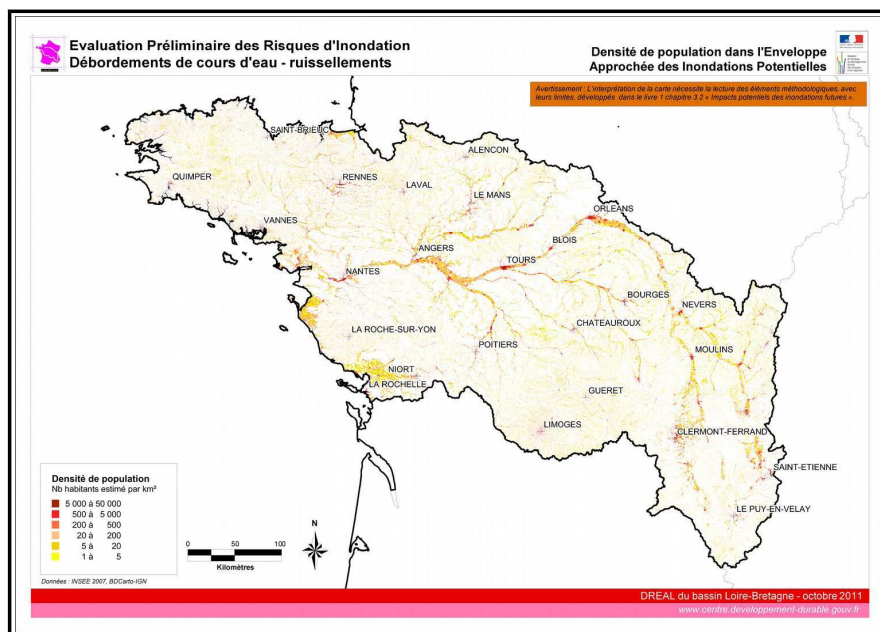 Evaluation Préliminaire des Risques d'Inondation
Débordements de cours d'eau - ruissellements
Densité de population dans l'Enveloppe
Approchée des Inondations Potentielles
Avertissement : L'interprétation de la carte nécessite la lecture des éléments méthodologiques, avec
leurs limites, développés dans le livre 1 chapitre 3.2 « Impacts potentiels des inondations futures ».
SAINT-BRIEUC
ALENCON
QUIMPER
RENNES
LAVAL
LE MANS
ORLEANS
VANNES
BLOIS
ANGERS
TOURS
NANTES
BOURGES
NEVERS
LA ROCHE-SUR-YON
CHATEAUROUX
POITIERS
MOULINS
NIORT
LA ROCHELLE
GUERET
LIMOGES
CLERMONT-FERRAND
SAINT-ETIENNE
LE PUY-EN-VELAY
Densité de population
Nb habitants estimé par km²
5 000 à 50 000
500 à 5 000
200 à 500
20 à 200
5 à 20
1 à 5
0 50 100
Kilomètres
N
Données : INSEE 2007, BDCarto-IGN
DREAL du bassin Loire-Bretagne - octobre 2011
www.centre.developpement-durable.gouv.fr